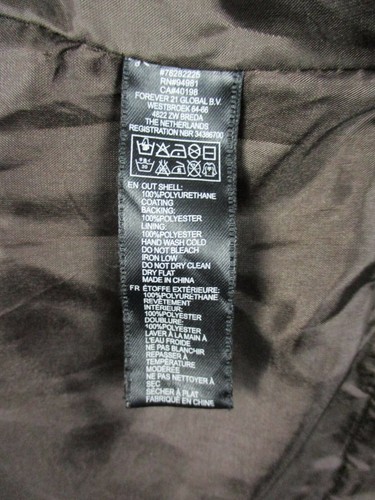 #78282225
RN#94981
CA#40198
FOREVER 21 GLOBAL B.V.
WESTBROEK 64-66
4822 ZW BREDA
THE NETHERLANDS
REGISTRATION NBR 34386700
EN OUT SHELL:
100%POLYURETHANE
COATING
BACKING:
100%POLYESTER
LINING:
100%POLYESTER
HAND WASH COLD
DO NOT BLEACH
IRON LOW
DO NOT DRY CLEAN
DRY FLAT
MADE IN CHINA
FR ÉTOFFE EXTÉRIEURE:
100%POLYURETHANE
REVÊTEMENT
INTÉRIEUR:
100%POLYESTER
DOUBLURE:
100%POLYESTER
LAVER À LA MAIN À
L'EAU FROIDE
NE PAS BLANCHIR
REPASSER À
TEMPÉRATURE
MODÉRÉE
NE PAS NETTOYER À
SEC
SÉCHER À PLAT
FABRIQUÉ EN CHINE